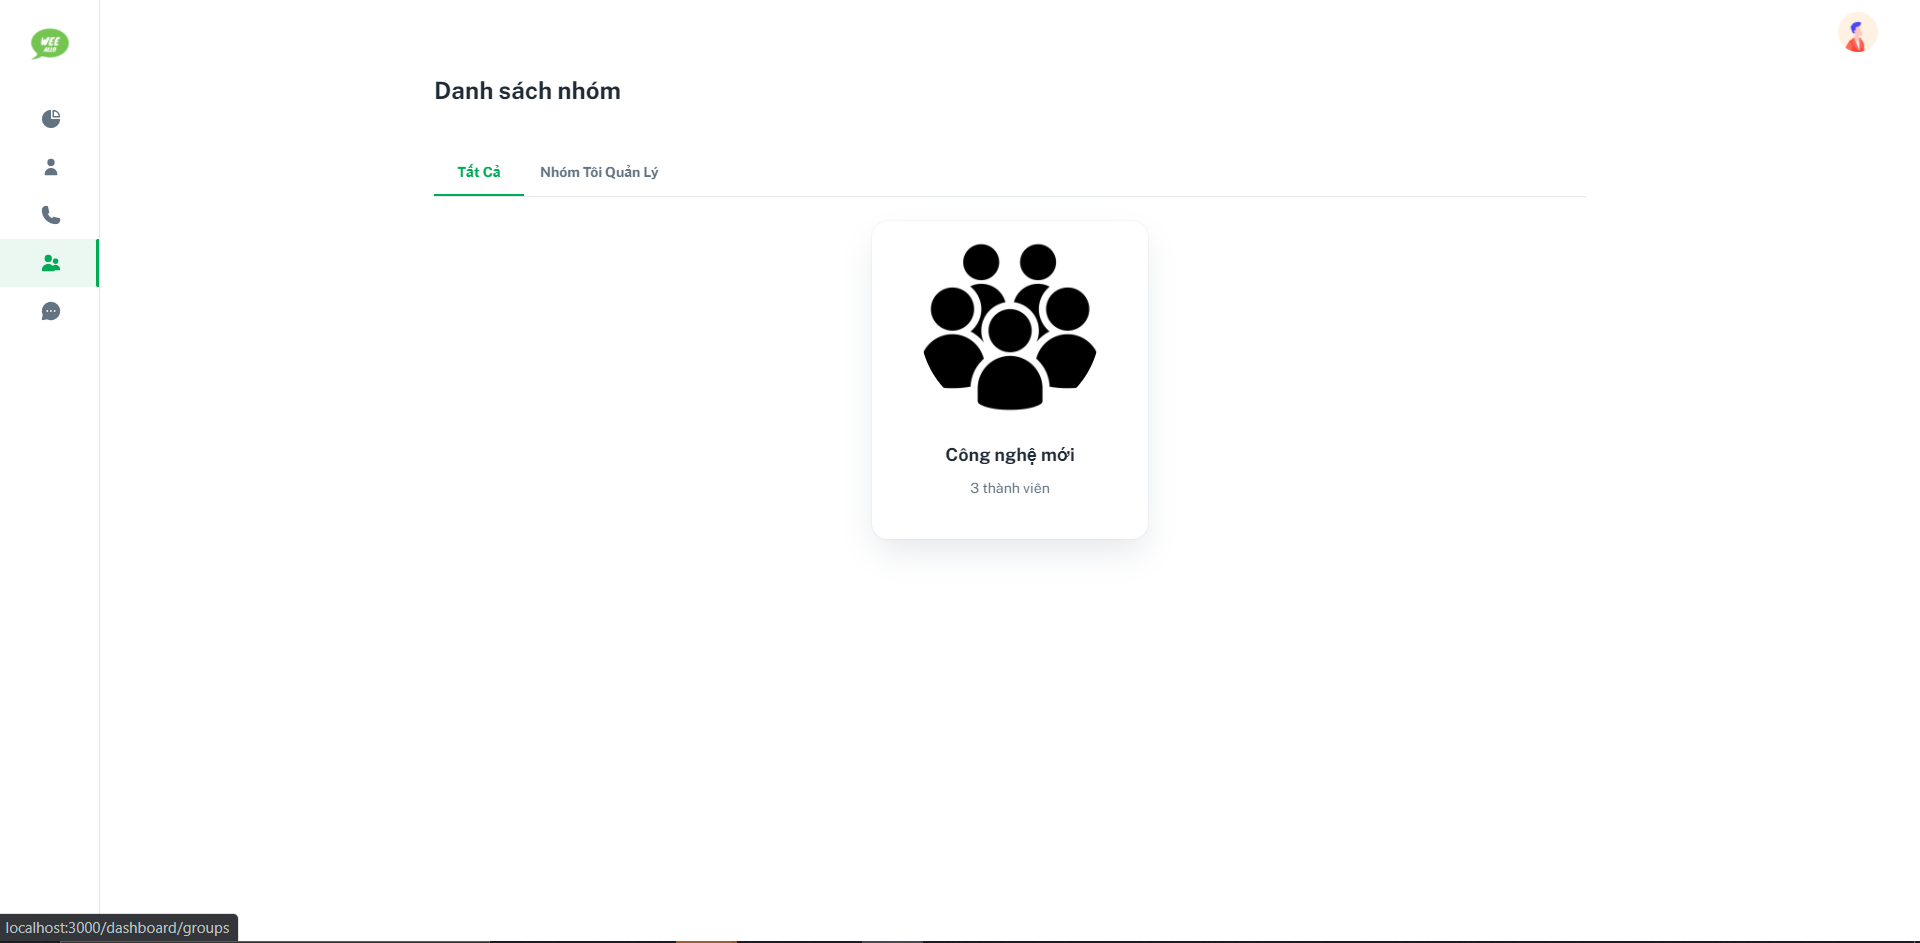 WEE
Danh sách nhóm
Tất Cả
Nhóm Tôi Quản Lý
Công nghệ mới
3 thành viên
localhost:3000/dashboard/groups